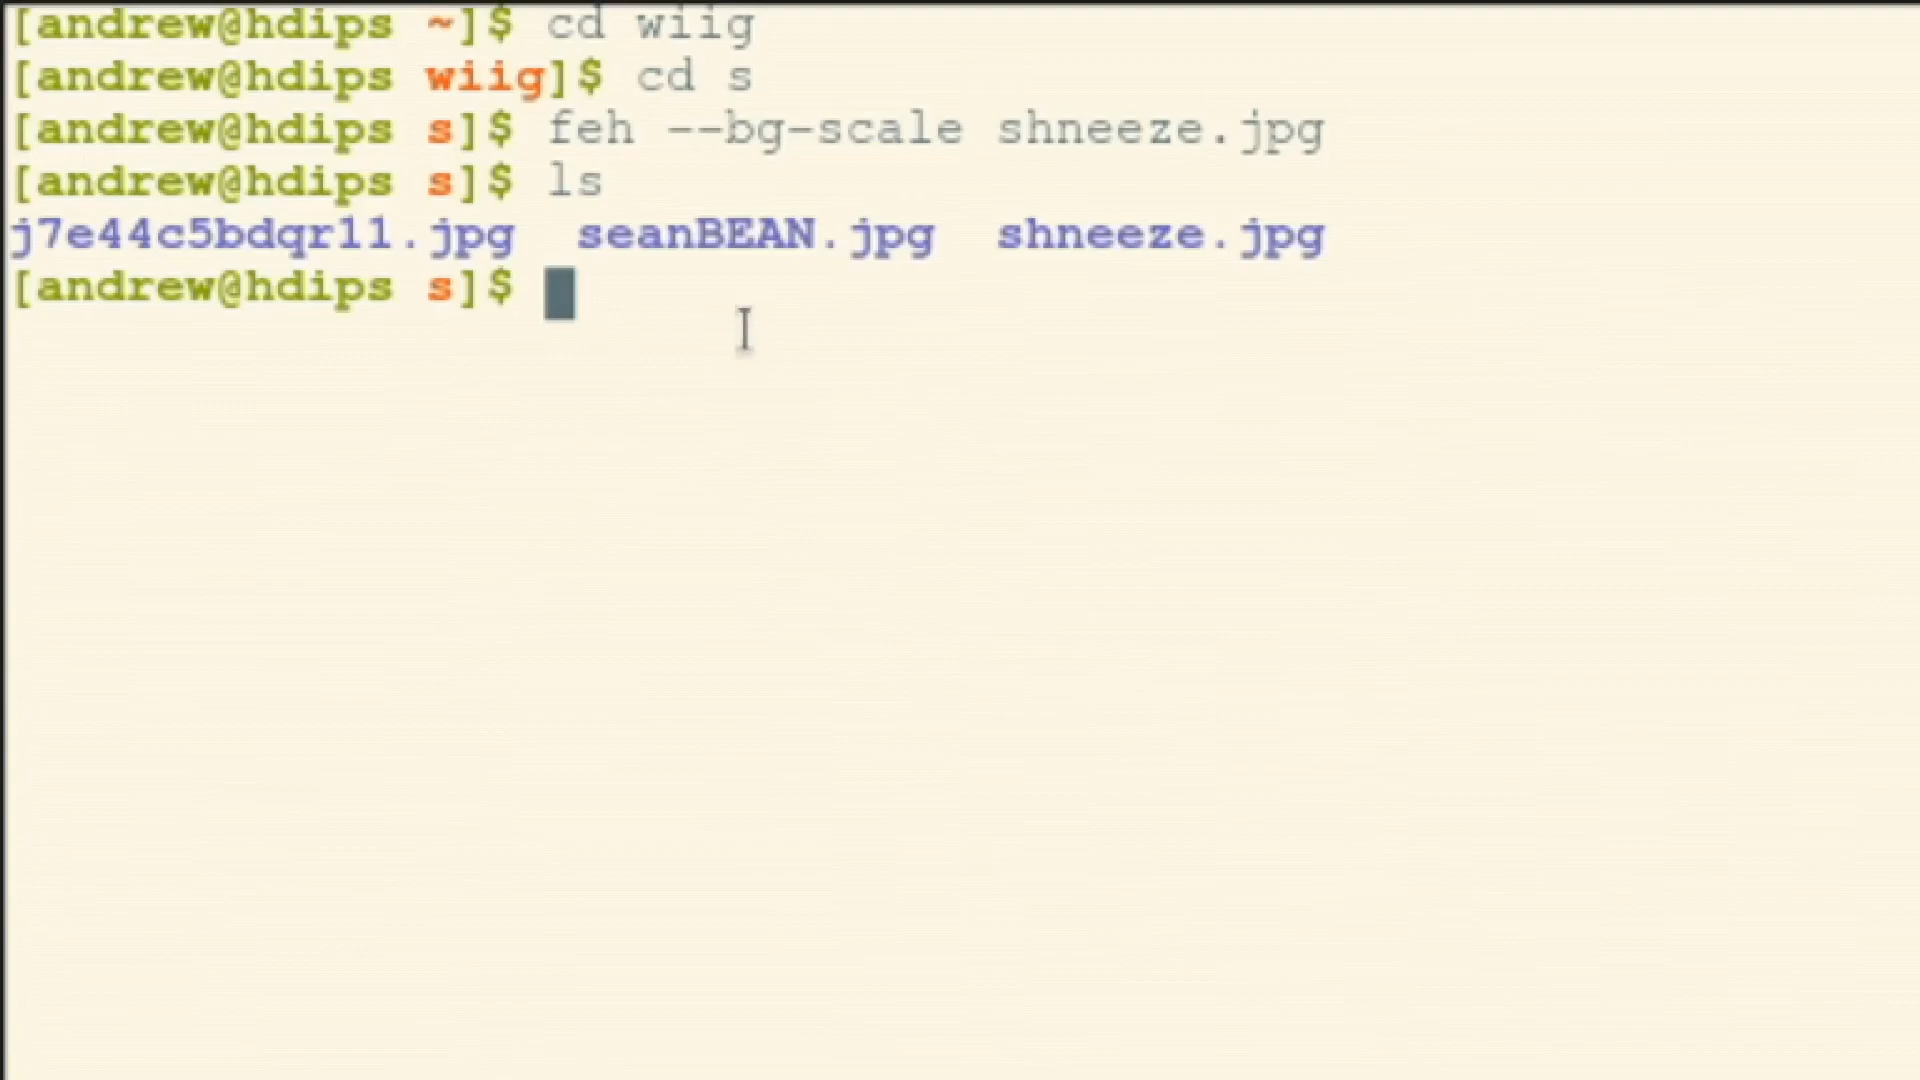 [andrew@hdips ~]$ cd wiig
[andrew@hdips wiig]$ cd s
[andrew@hdips s]$ feh --bg-scale shneeze.jpg
[andrew@hdips s]$ ls
j7e44c5bdqr11.jpg  seanBEAN.jpg  shneeze.jpg
[andrew@hdips s]$